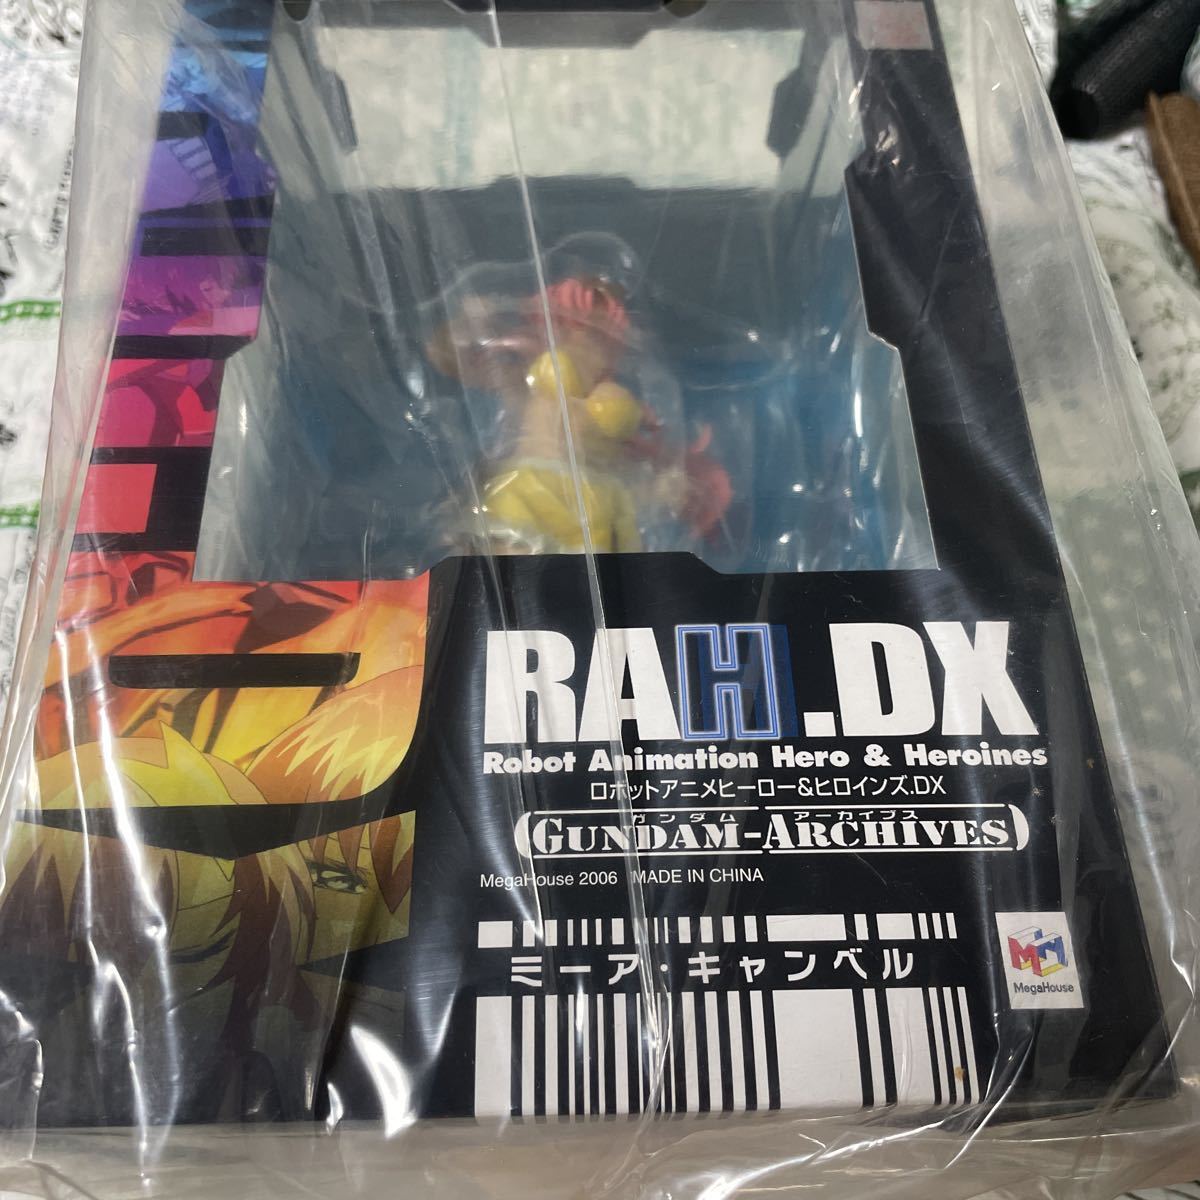 RAH.DX
Robot Animation Hero & Heroines
ロボットアニメヒーロー&ヒロインズ.DX
ガンダム アーカイブス
(GUNDAM-ARCHIVES)
MegaHouse 2006 MADE IN CHINA
ミーア・キャンベル
MH
MegaHouse